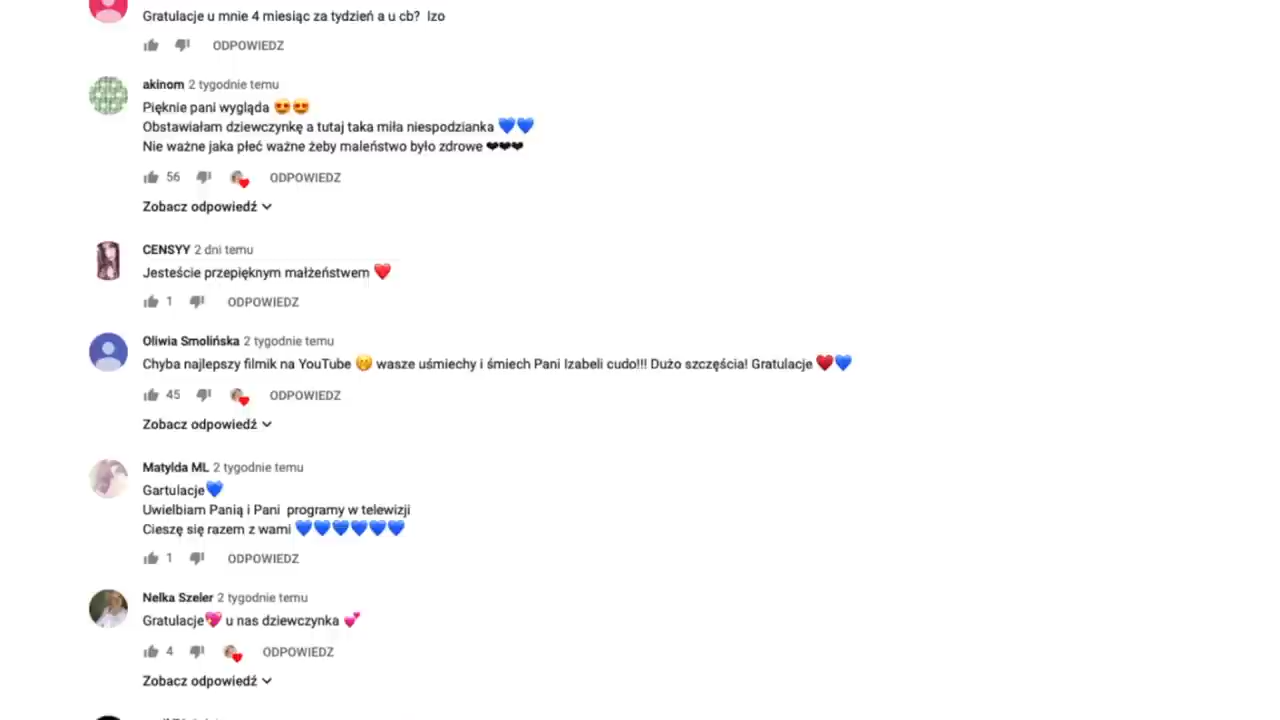 Gratulacje u mnie 4 miesiąc za tydzień a u cb? Izo
ODPOWIEDZ
akinom 2 tygodnie temu
Pięknie pani wygląda 😍😍
Obstawiałam dziewczynkę a tutaj taka miła niespodzianka 💙💙
Nie ważne jaka płeć ważne żeby maleństwo było zdrowe ❤❤❤
56 ODPOWIEDZ
Zobacz odpowiedź
CENSYY 2 dni temu
Jesteście przepięknym małżeństwem ❤️
1 ODPOWIEDZ
Oliwia Smolińska 2 tygodnie temu
Chyba najlepszy filmik na YouTube 🤭 wasze uśmiechy i śmiech Pani Izabeli cudo!!! Dużo szczęścia! Gratulacje ♥️💙
45 ODPOWIEDZ
Zobacz odpowiedź
Matylda ML 2 tygodnie temu
Gartulacje💙
Uwielbiam Panią i Pani programy w telewizji
Cieszę się razem z wami 💙💙💙💙💙💙
1 ODPOWIEDZ
Nelka Szeler 2 tygodnie temu
Gratulacje💖 u nas dziewczynka 💕
4 ODPOWIEDZ
Zobacz odpowiedź